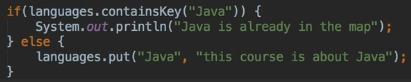 if(languages.containsKey("Java")) {
    System.out.println("Java is already in the map");
} else {
    languages.put("Java", "this course is about Java");
}